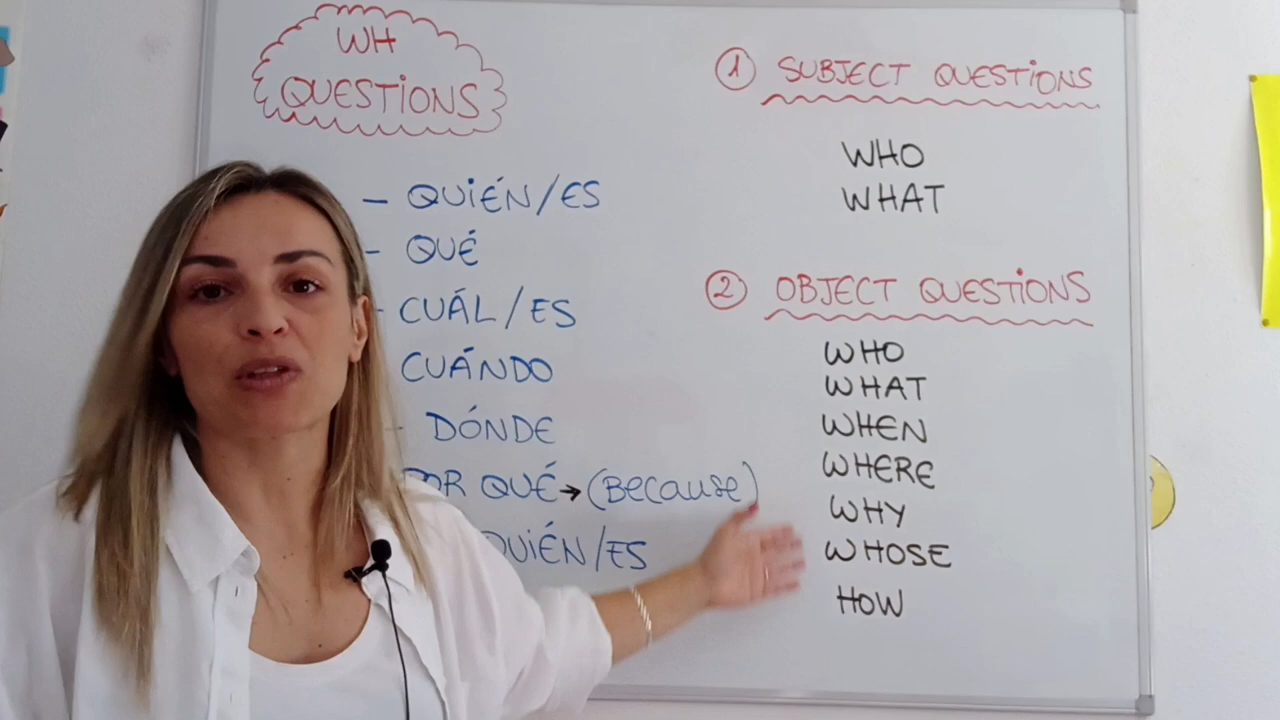 WH
QUESTIONS
- QUIÉN/ES
- QUÉ
- CUÁL/ES
CUÁNDO
- DÓNDE
QUÉ → (Because)
QUIÉN/ES
1 SUBJECT QUESTIONS
WHO
WHAT
2 OBJECT QUESTIONS
WHO
WHAT
WHEN
WHERE
WHY
WHOSE
HOW